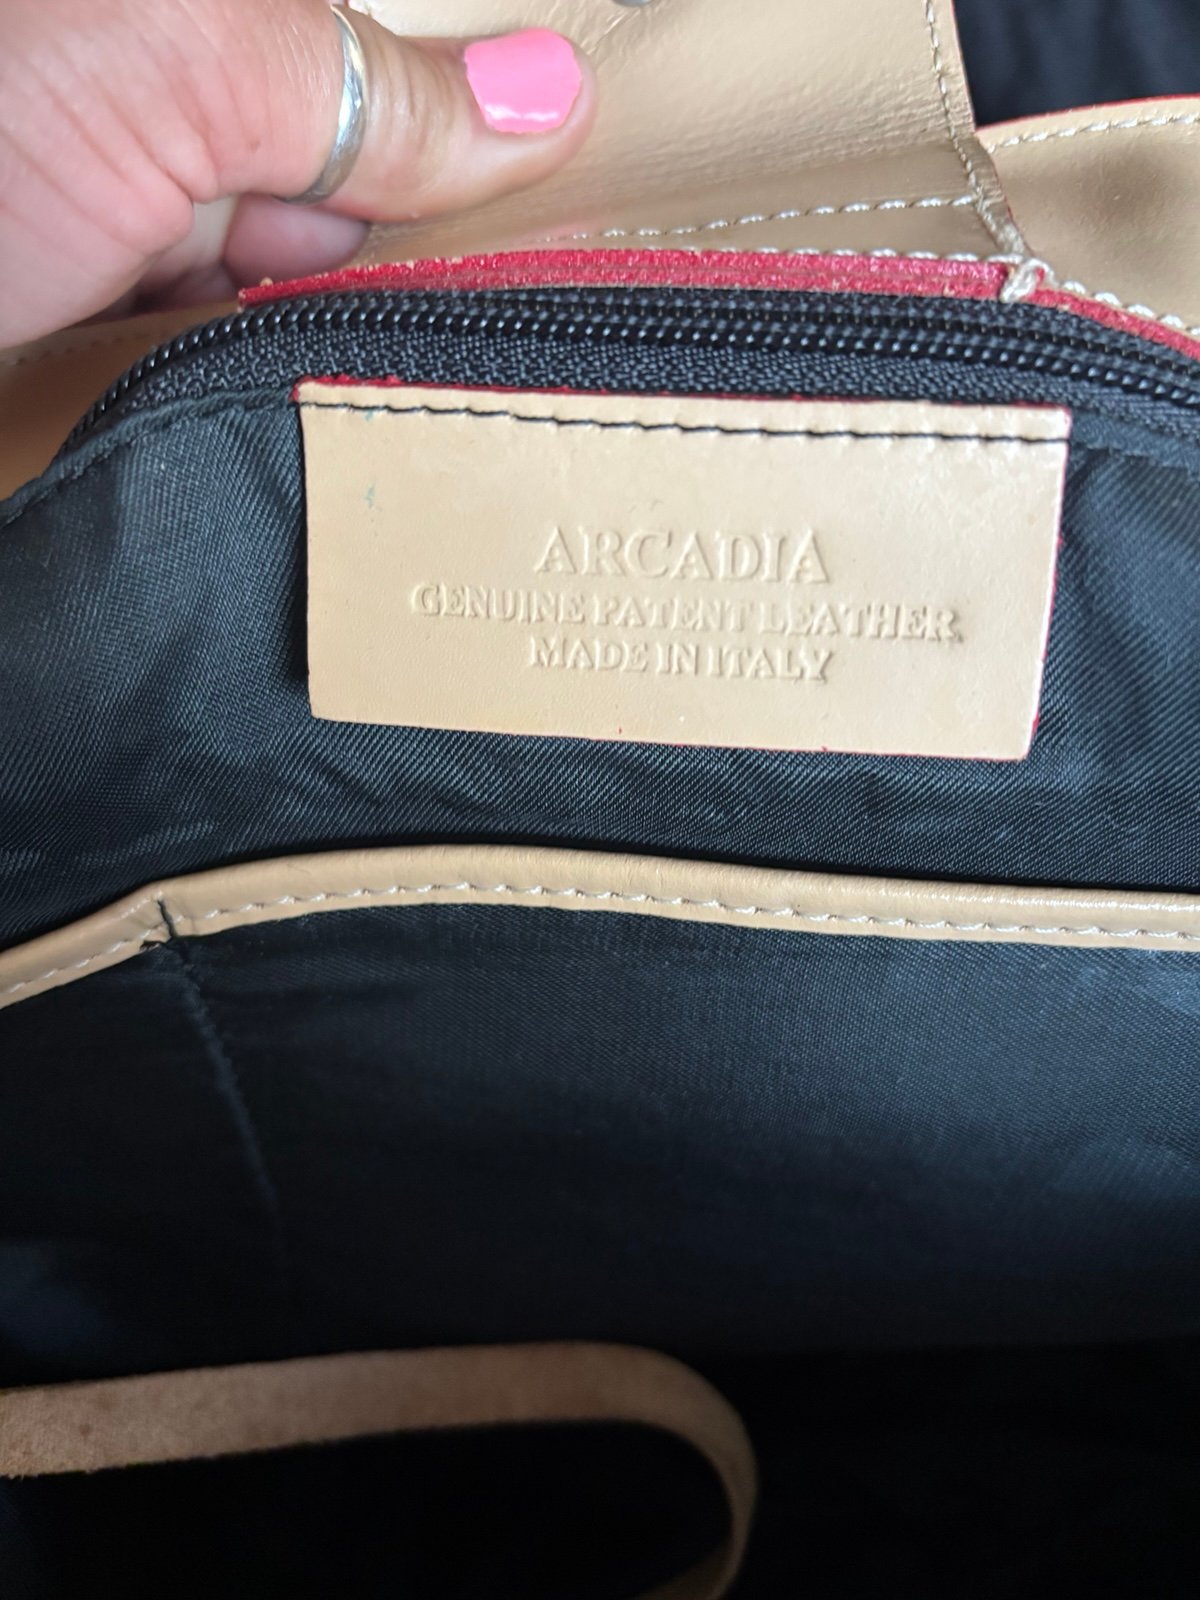 ARCADIA
GENUINE PATENT LEATHER
MADE IN ITALY